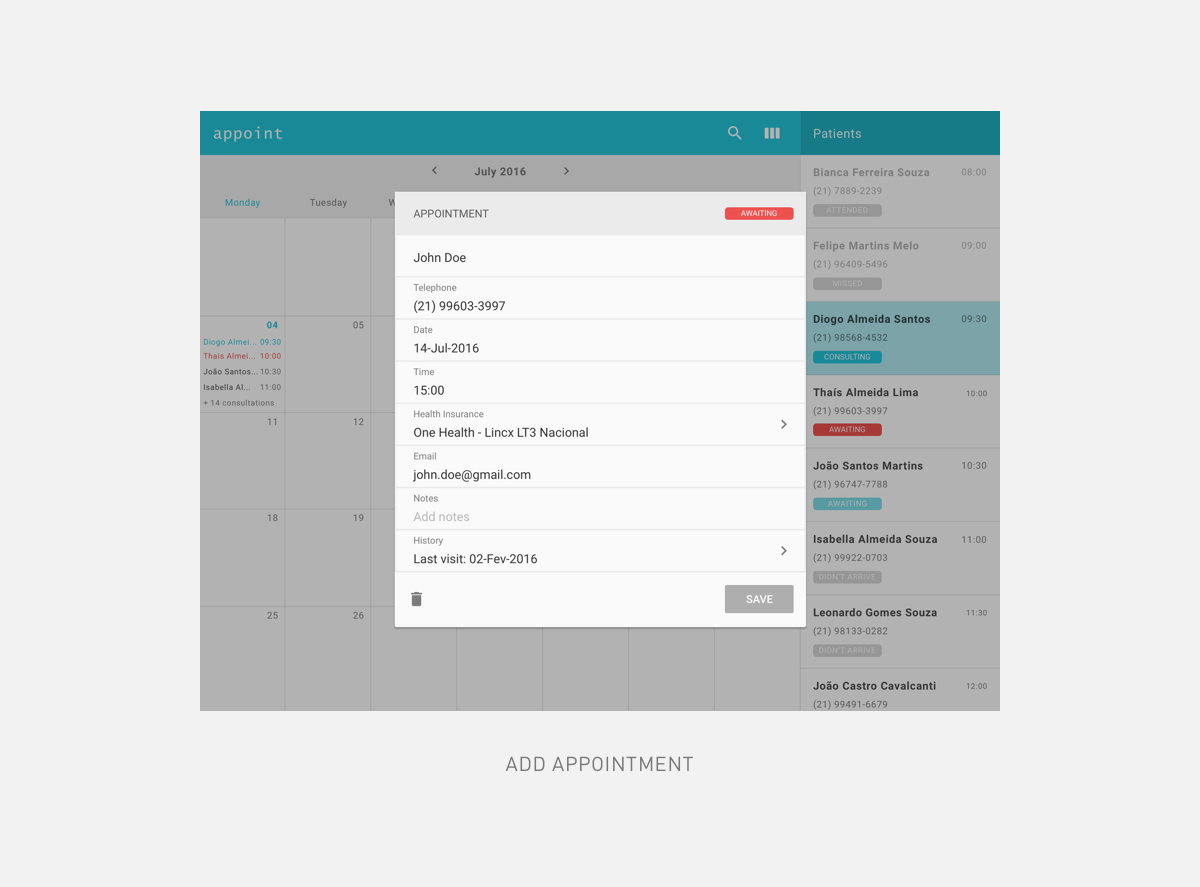 appoint
Patients
July 2016
Monday
Tuesday
04
05
Diogo Almei... 09:30
Thais Almei... 10:00
João Santos... 10:30
Isabella Al... 11:00
+ 14 consultations
11
12
18
19
25
26
APPOINTMENT
AWAITING
John Doe
Telephone
(21) 99603-3997
Date
14-Jul-2016
Time
15:00
Health Insurance
One Health - Lincx LT3 Nacional
Email
john.doe@gmail.com
Notes
Add notes
History
Last visit: 02-Fev-2016
SAVE
Bianca Ferreira Souza 08:00
(21) 7889-2239
ATTENDED
Felipe Martins Melo 09:00
(21) 96409-5496
MISSED
Diogo Almeida Santos 09:30
(21) 98568-4532
CONSULTING
Thaís Almeida Lima 10:00
(21) 99603-3997
AWAITING
João Santos Martins 10:30
(21) 96747-7788
AWAITING
Isabella Almeida Souza 11:00
(21) 99922-0703
DIDN'T ARRIVE
Leonardo Gomes Souza 11:30
(21) 98133-0282
DIDN'T ARRIVE
João Castro Cavalcanti 12:00
(21) 99491-6679
ADD APPOINTMENT